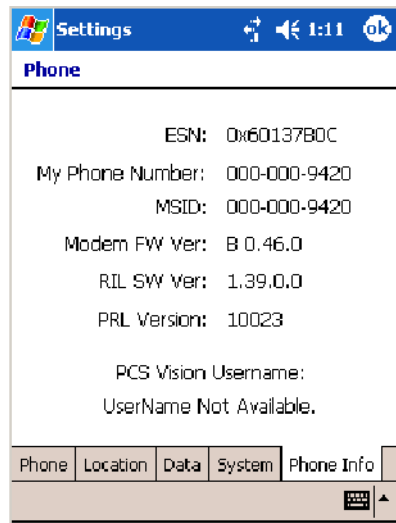 Settings 1:11 ok
Phone
ESN: 0x60137B0C
My Phone Number: 000-000-9420
MSID: 000-000-9420
Modem FW Ver: B 0.46.0
RIL SW Ver: 1.39.0.0
PRL Version: 10023
PCS Vision Username:
UserName Not Available.
Phone Location Data System Phone Info